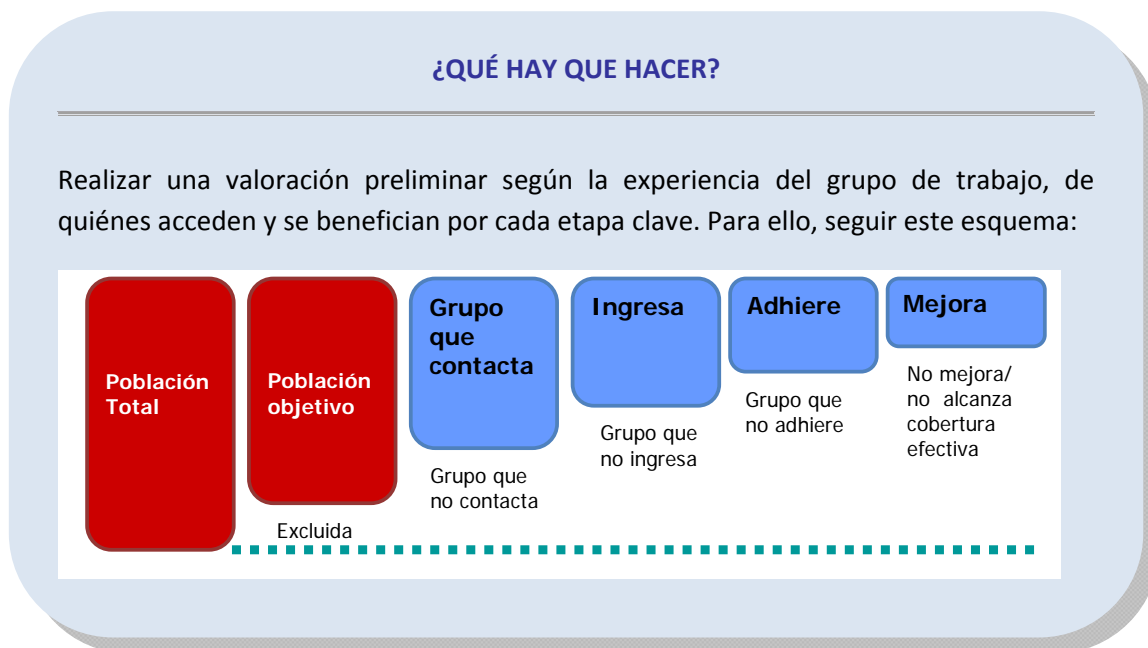 ¿QUÉ HAY QUE HACER?
Realizar una valoración preliminar según la experiencia del grupo de trabajo, de
quiénes acceden y se benefician por cada etapa clave. Para ello, seguir este esquema:
Población
Total
Población
objetivo
Excluida
Grupo
que
contacta
Grupo que
no contacta
Ingresa
Grupo que
no ingresa
Adhiere
Grupo que
no adhiere
Mejora
No mejora/
no alcanza
cobertura
efectiva